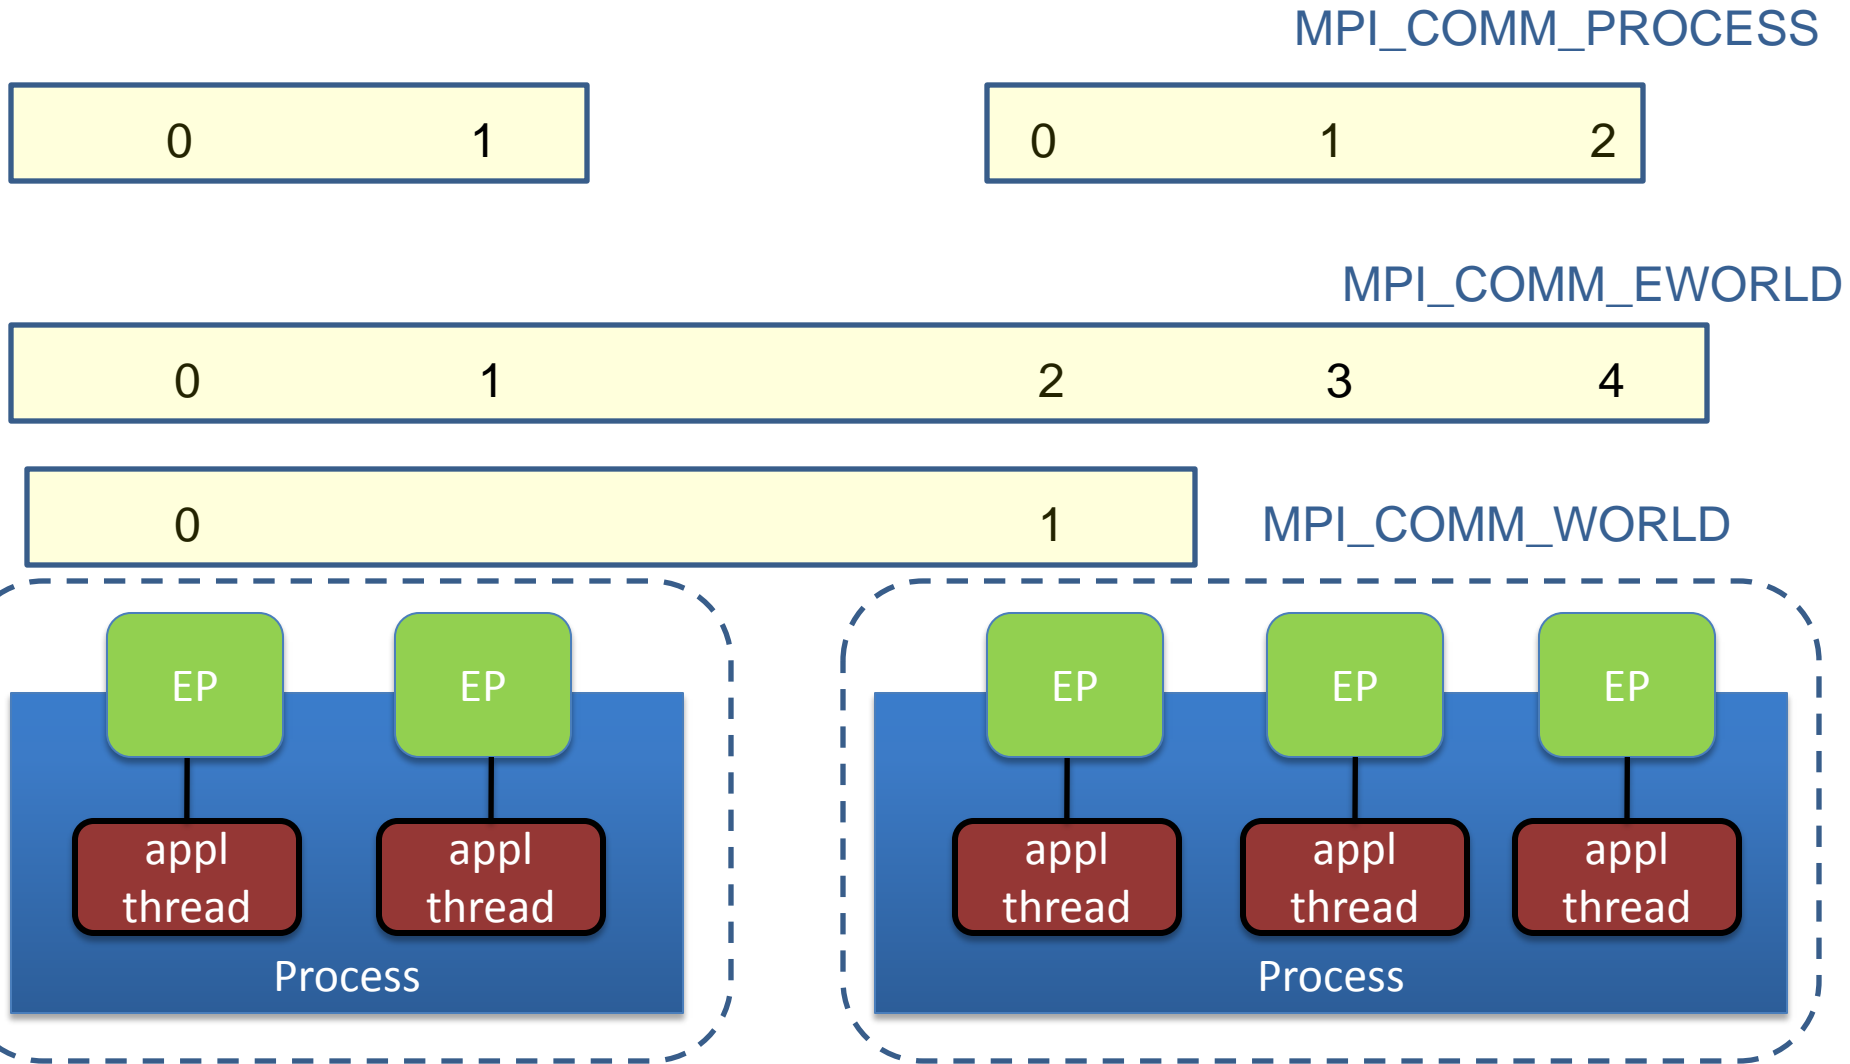 MPI_COMM_PROCESS
0 1 0 1 2
MPI_COMM_EWORLD
0 1 2 3 4
0 1 MPI_COMM_WORLD
EP EP EP EP EP
appl appl appl appl appl
thread thread thread thread thread
Process Process